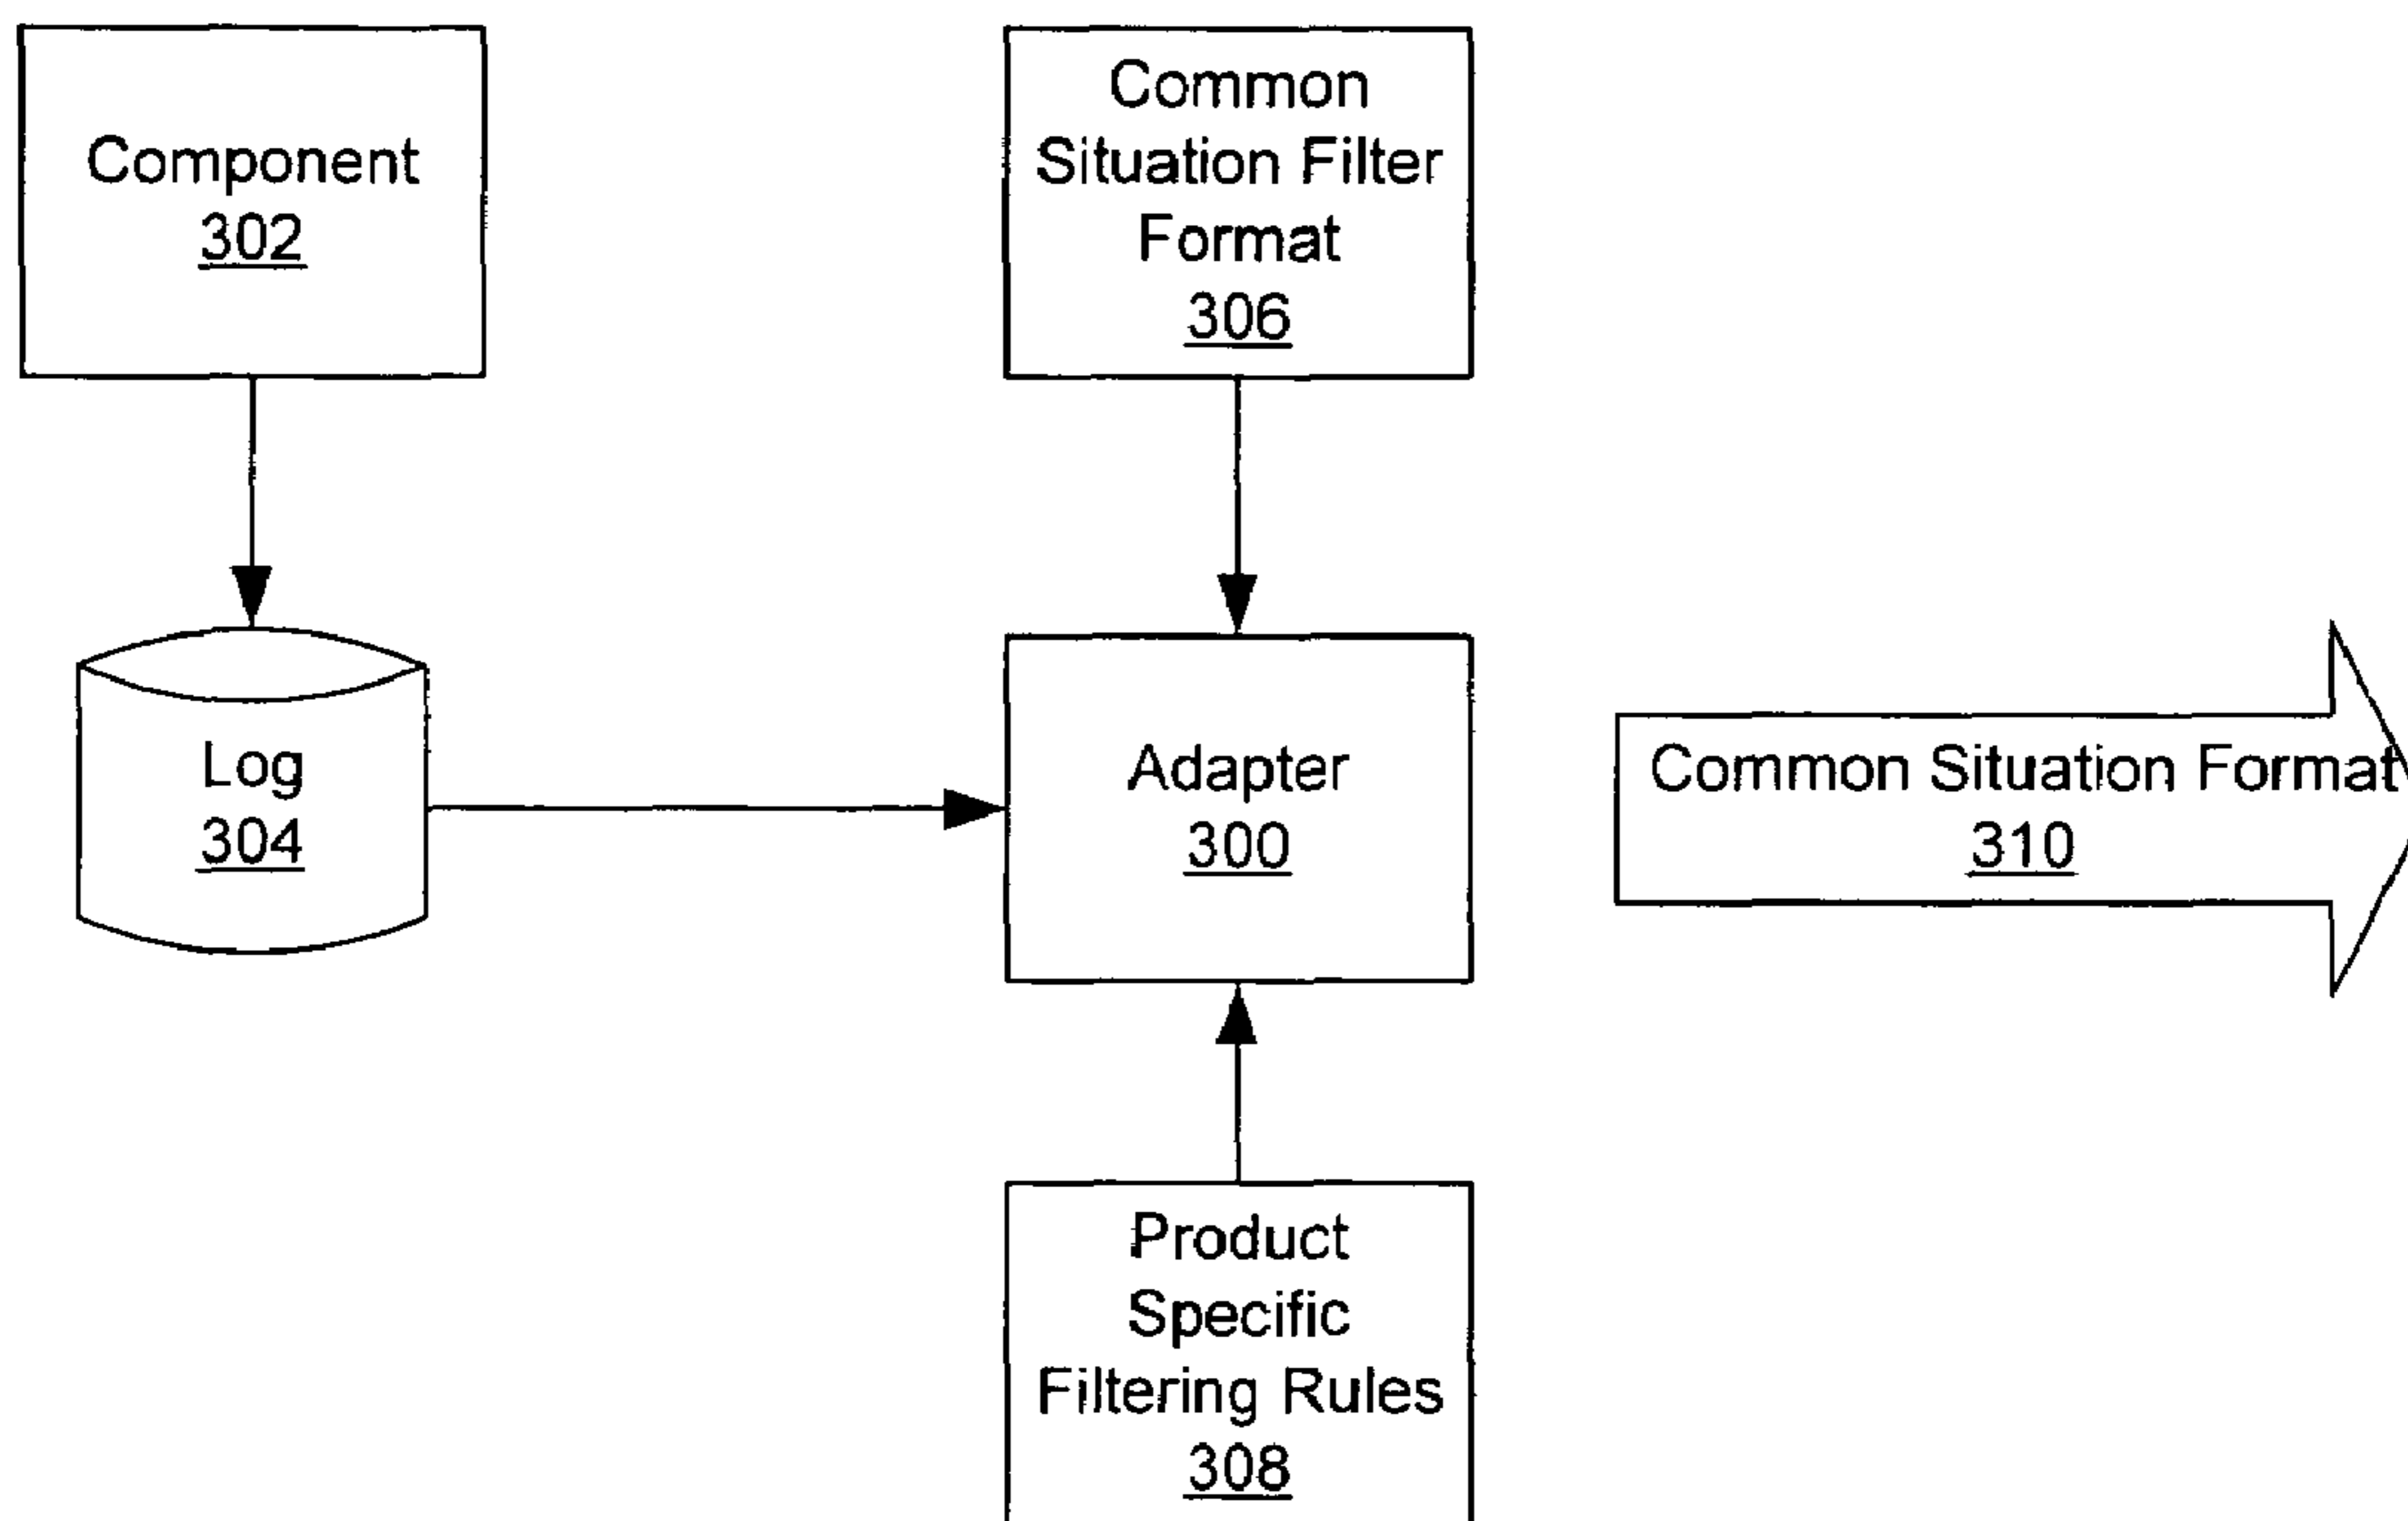 Component
302
Common
Situation Filter
Format
306
Log
304
Adapter
300
Common Situation Format
310
Product
Specific
Filtering Rules
308